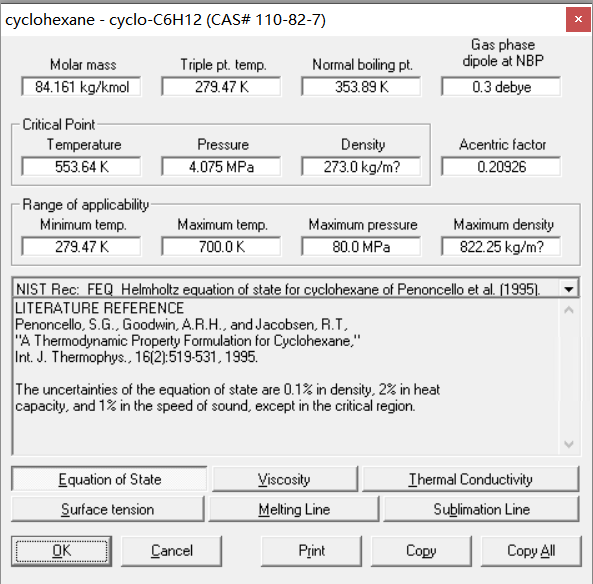 cyclohexane - cyclo-C6H12 (CAS# 110-82-7)
Molar mass Triple pt. temp. Normal boiling pt. Gas phase dipole at NBP
84.161 kg/kmol 279.47 K 353.89 K 0.3 debye
Critical Point
Temperature Pressure Density Acentric factor
553.64 K 4.075 MPa 273.0 kg/m? 0.20926
Range of applicability
Minimum temp. Maximum temp. Maximum pressure Maximum density
279.47 K 700.0 K 80.0 MPa 822.25 kg/m?
NIST Rec: FEQ Helmholtz equation of state for cyclohexane of Penoncello et al. (1995).
LITERATURE REFERENCE
Penoncello, S.G., Goodwin, A.R.H., and Jacobsen, R.T,
"A Thermodynamic Property Formulation for Cyclohexane,"
Int. J. Thermophys., 16(2):519-531, 1995.
The uncertainties of the equation of state are 0.1% in density, 2% in heat
capacity, and 1% in the speed of sound, except in the critical region.
Equation of State Viscosity Thermal Conductivity
Surface tension Melting Line Sublimation Line
OK Cancel Print Copy Copy All